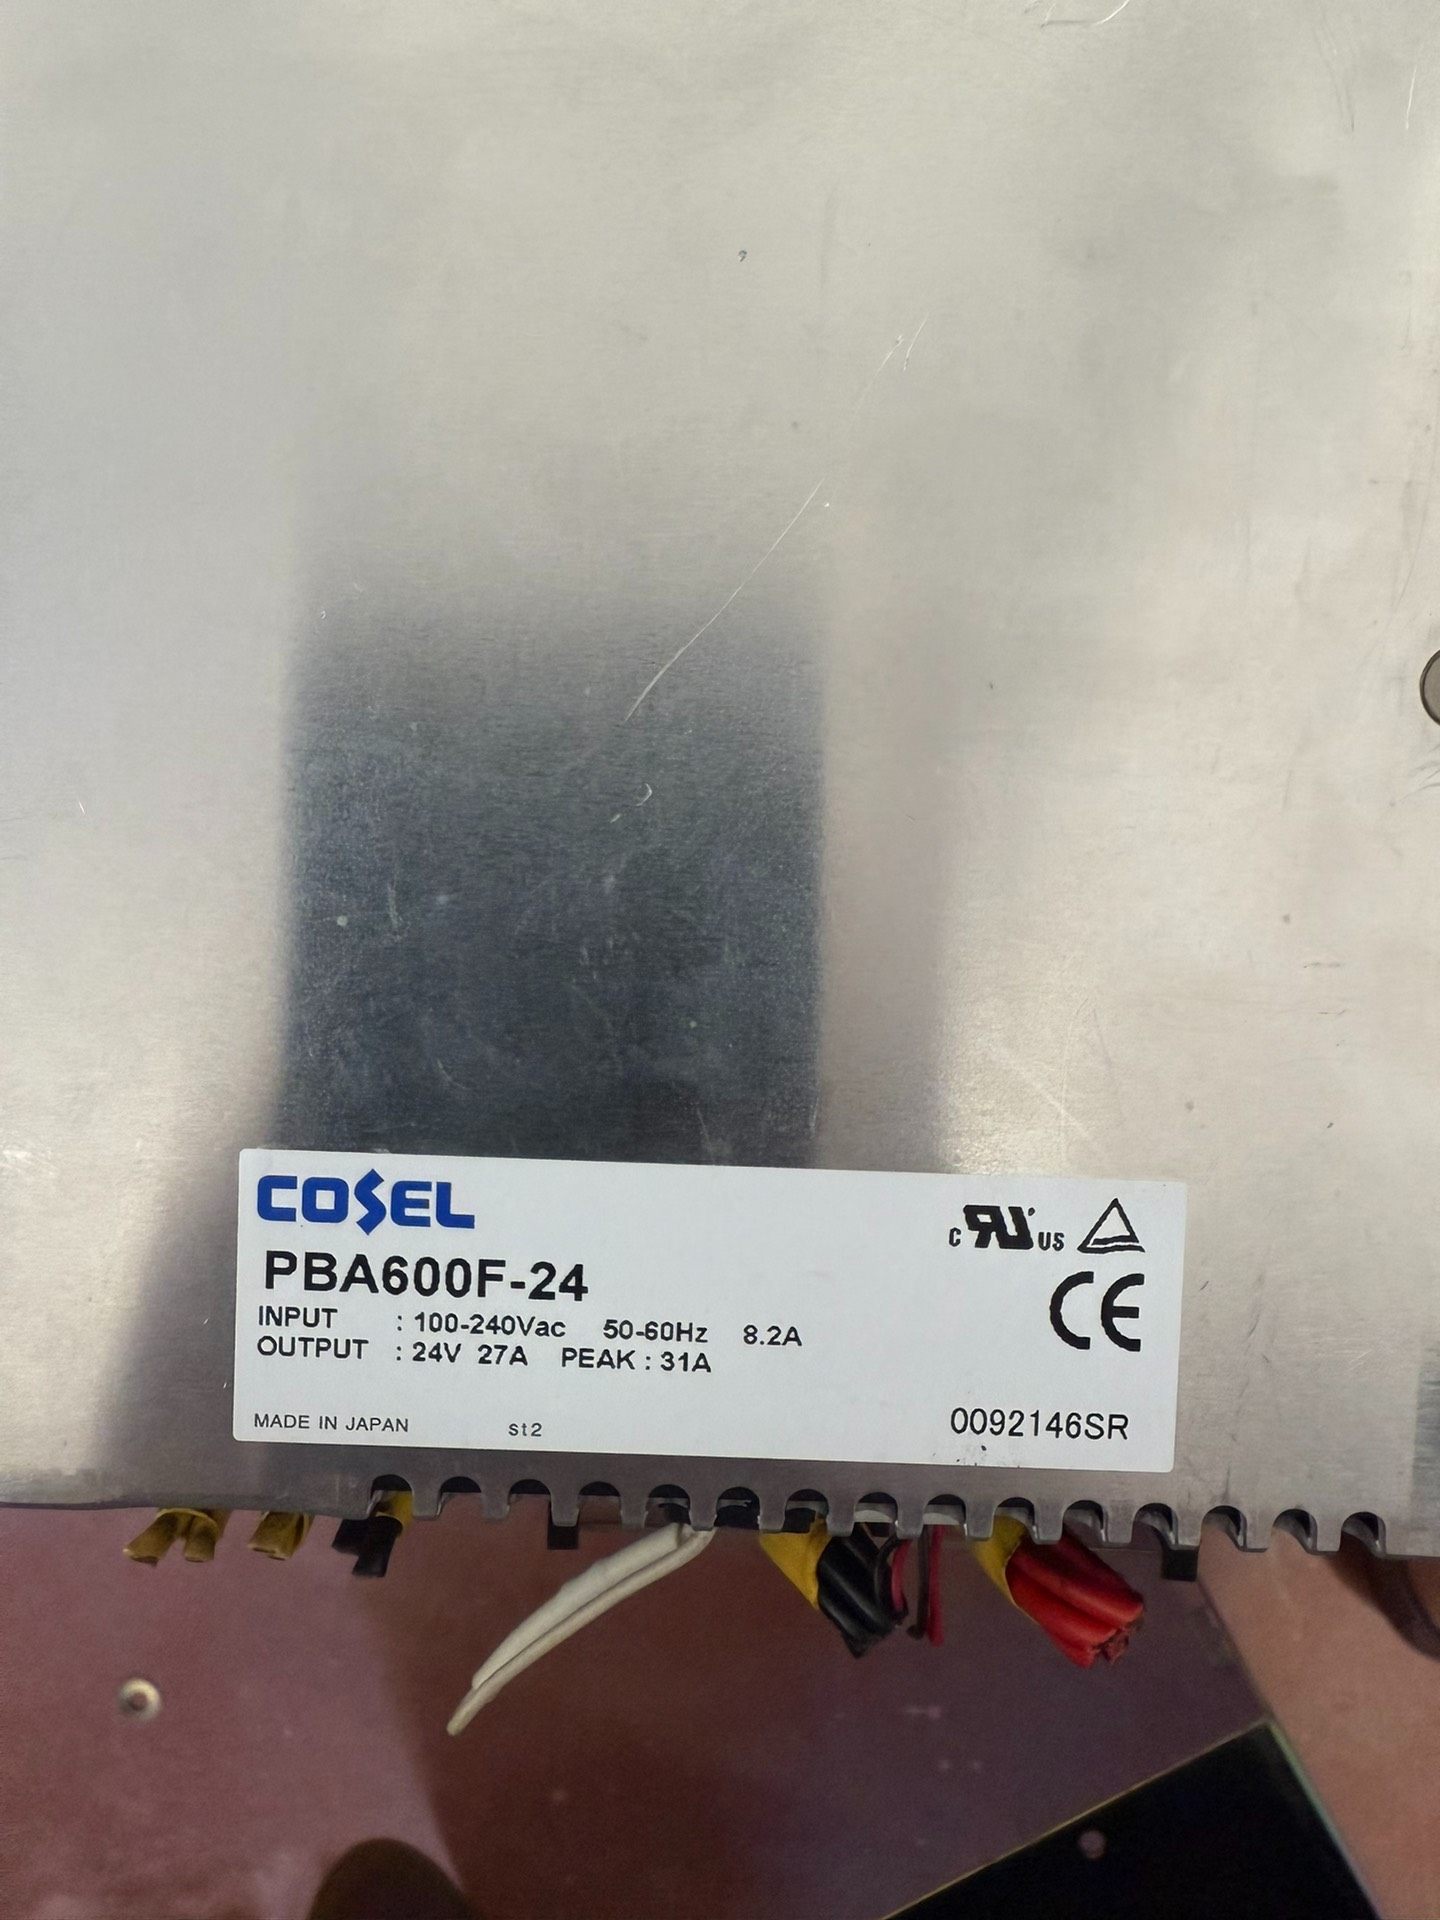 COSEL
PBA600F-24
INPUT : 100-240Vac 50-60Hz 8.2A
OUTPUT : 24V 27A PEAK : 31A
MADE IN JAPAN st2
c RU US
CE
0092146SR